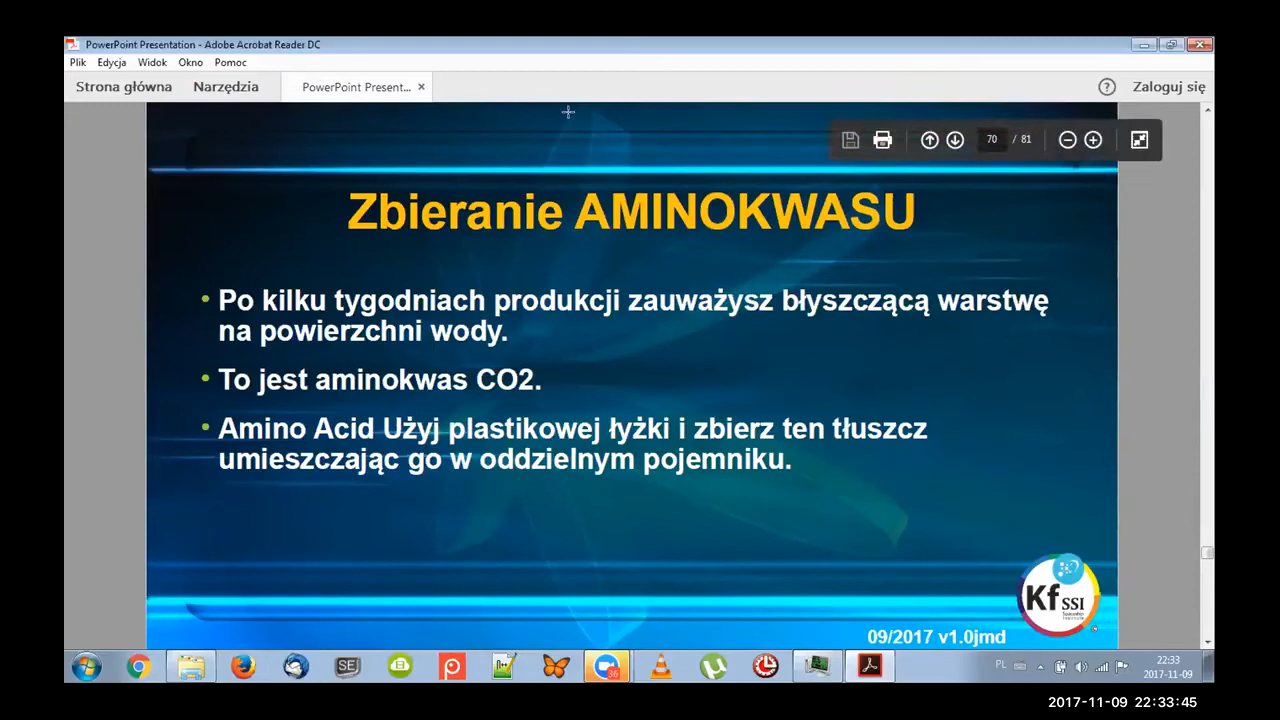 PowerPoint Presentation - Adobe Acrobat Reader DC
Plik Edycja Widok Okno Pomoc
Strona główna Narzędzia PowerPoint Present... × ? Zaloguj się
70 / 81
Zbieranie AMINOKWASU
• Po kilku tygodniach produkcji zauważysz błyszczącą warstwę
na powierzchni wody.
• To jest aminokwas CO2.
• Amino Acid Użyj plastikowej łyżki i zbierz ten tłuszcz
umieszczając go w oddzielnym pojemniku.
Kf SSI
09/2017 v1.0jmd
PL 22:33
2017-11-09
2017-11-09 22:33:45